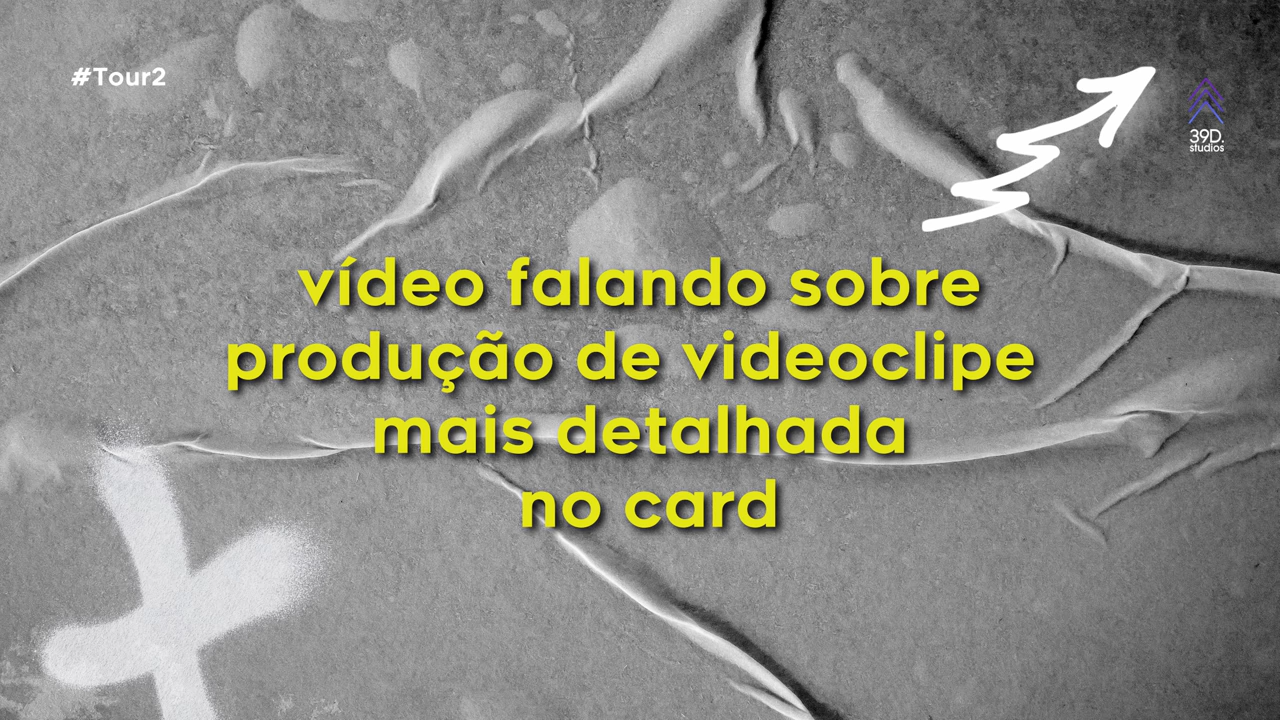 #Tour2
39D.
studios
vídeo falando sobre
produção de videoclipe
mais detalhada
no card